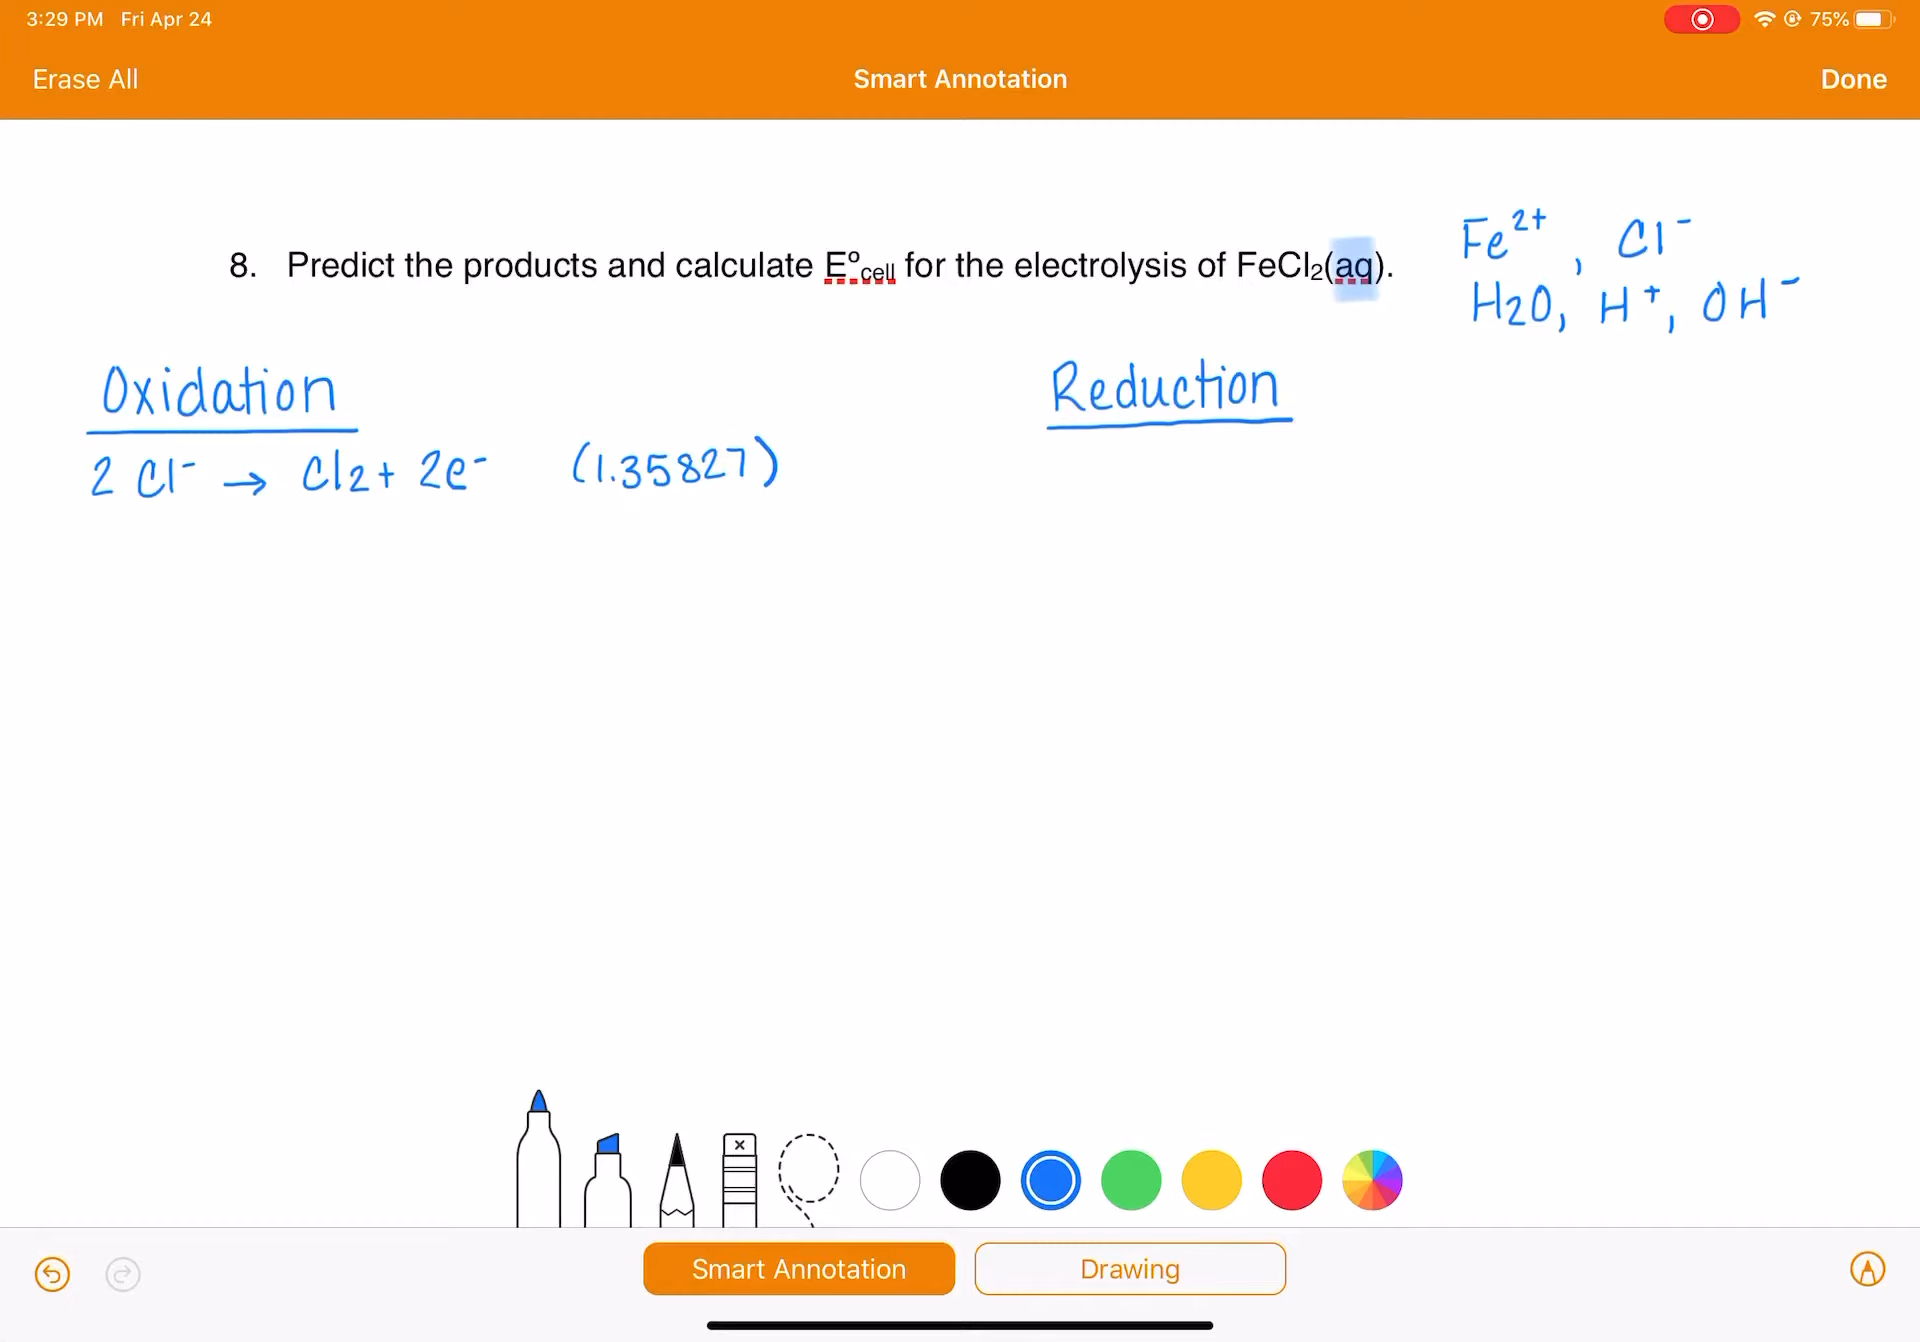 3:29 PM Fri Apr 24
75%
Erase All
Smart Annotation
Done
8. Predict the products and calculate E°cell for the electrolysis of FeCl₂(aq).
Fe²⁺, Cl⁻
H₂O, H⁺, OH⁻
Oxidation
Reduction
2 Cl⁻ → Cl₂ + 2e⁻ (1.35827)
Smart Annotation
Drawing